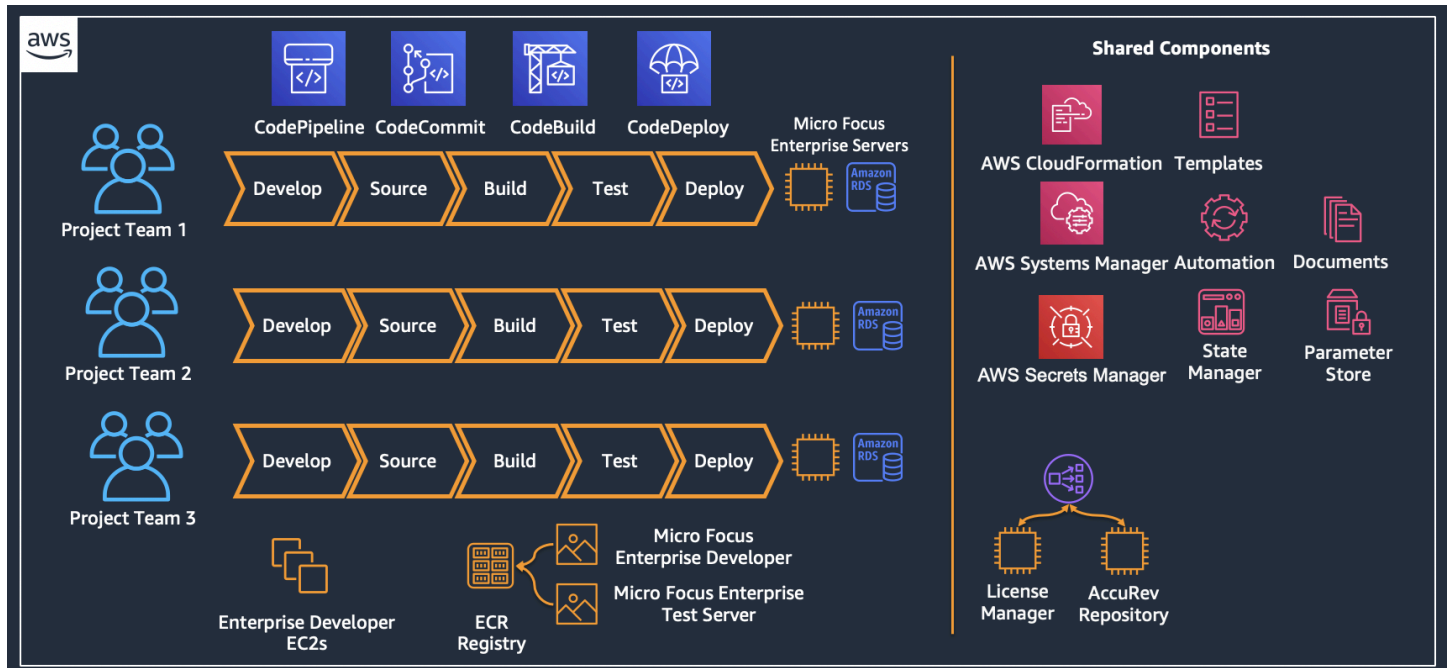 aws
CodePipeline
CodeCommit
CodeBuild
CodeDeploy
Micro Focus
Enterprise Servers
Project Team 1
Develop
Source
Build
Test
Deploy
Amazon
RDS
Project Team 2
Develop
Source
Build
Test
Deploy
Amazon
RDS
Project Team 3
Develop
Source
Build
Test
Deploy
Amazon
RDS
Enterprise Developer
EC2s
ECR
Registry
Micro Focus
Enterprise Developer
Micro Focus Enterprise
Test Server
Shared Components
AWS CloudFormation
Templates
AWS Systems Manager
Automation
Documents
AWS Secrets Manager
State
Manager
Parameter
Store
License
Manager
AccuRev
Repository